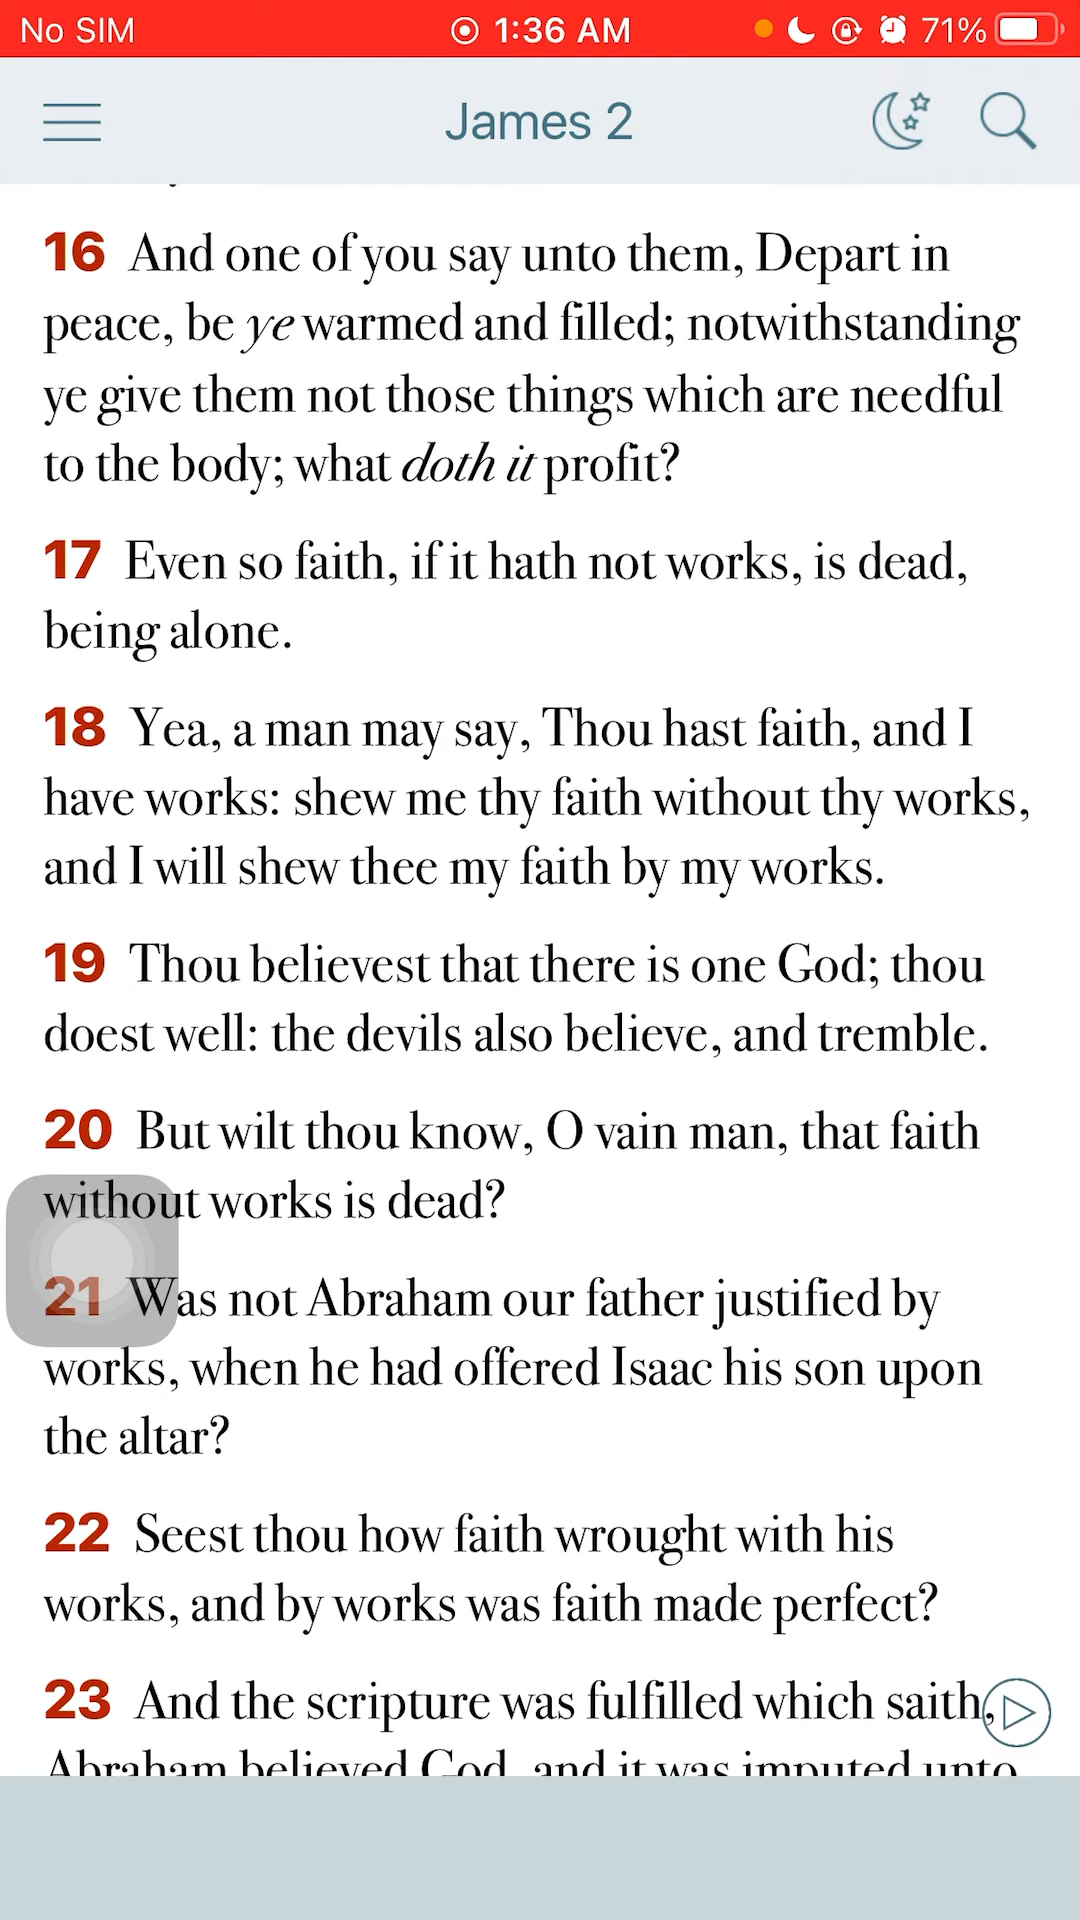 No SIM 1:36 AM 71%
James 2
16 And one of you say unto them, Depart in
peace, be ye warmed and filled; notwithstanding
ye give them not those things which are needful
to the body; what doth it profit?
17 Even so faith, if it hath not works, is dead,
being alone.
18 Yea, a man may say, Thou hast faith, and I
have works: shew me thy faith without thy works,
and I will shew thee my faith by my works.
19 Thou believest that there is one God; thou
doest well: the devils also believe, and tremble.
20 But wilt thou know, O vain man, that faith
without works is dead?
21 Was not Abraham our father justified by
works, when he had offered Isaac his son upon
the altar?
22 Seest thou how faith wrought with his
works, and by works was faith made perfect?
23 And the scripture was fulfilled which saith,
Abraham believed God, and it was imputed unto